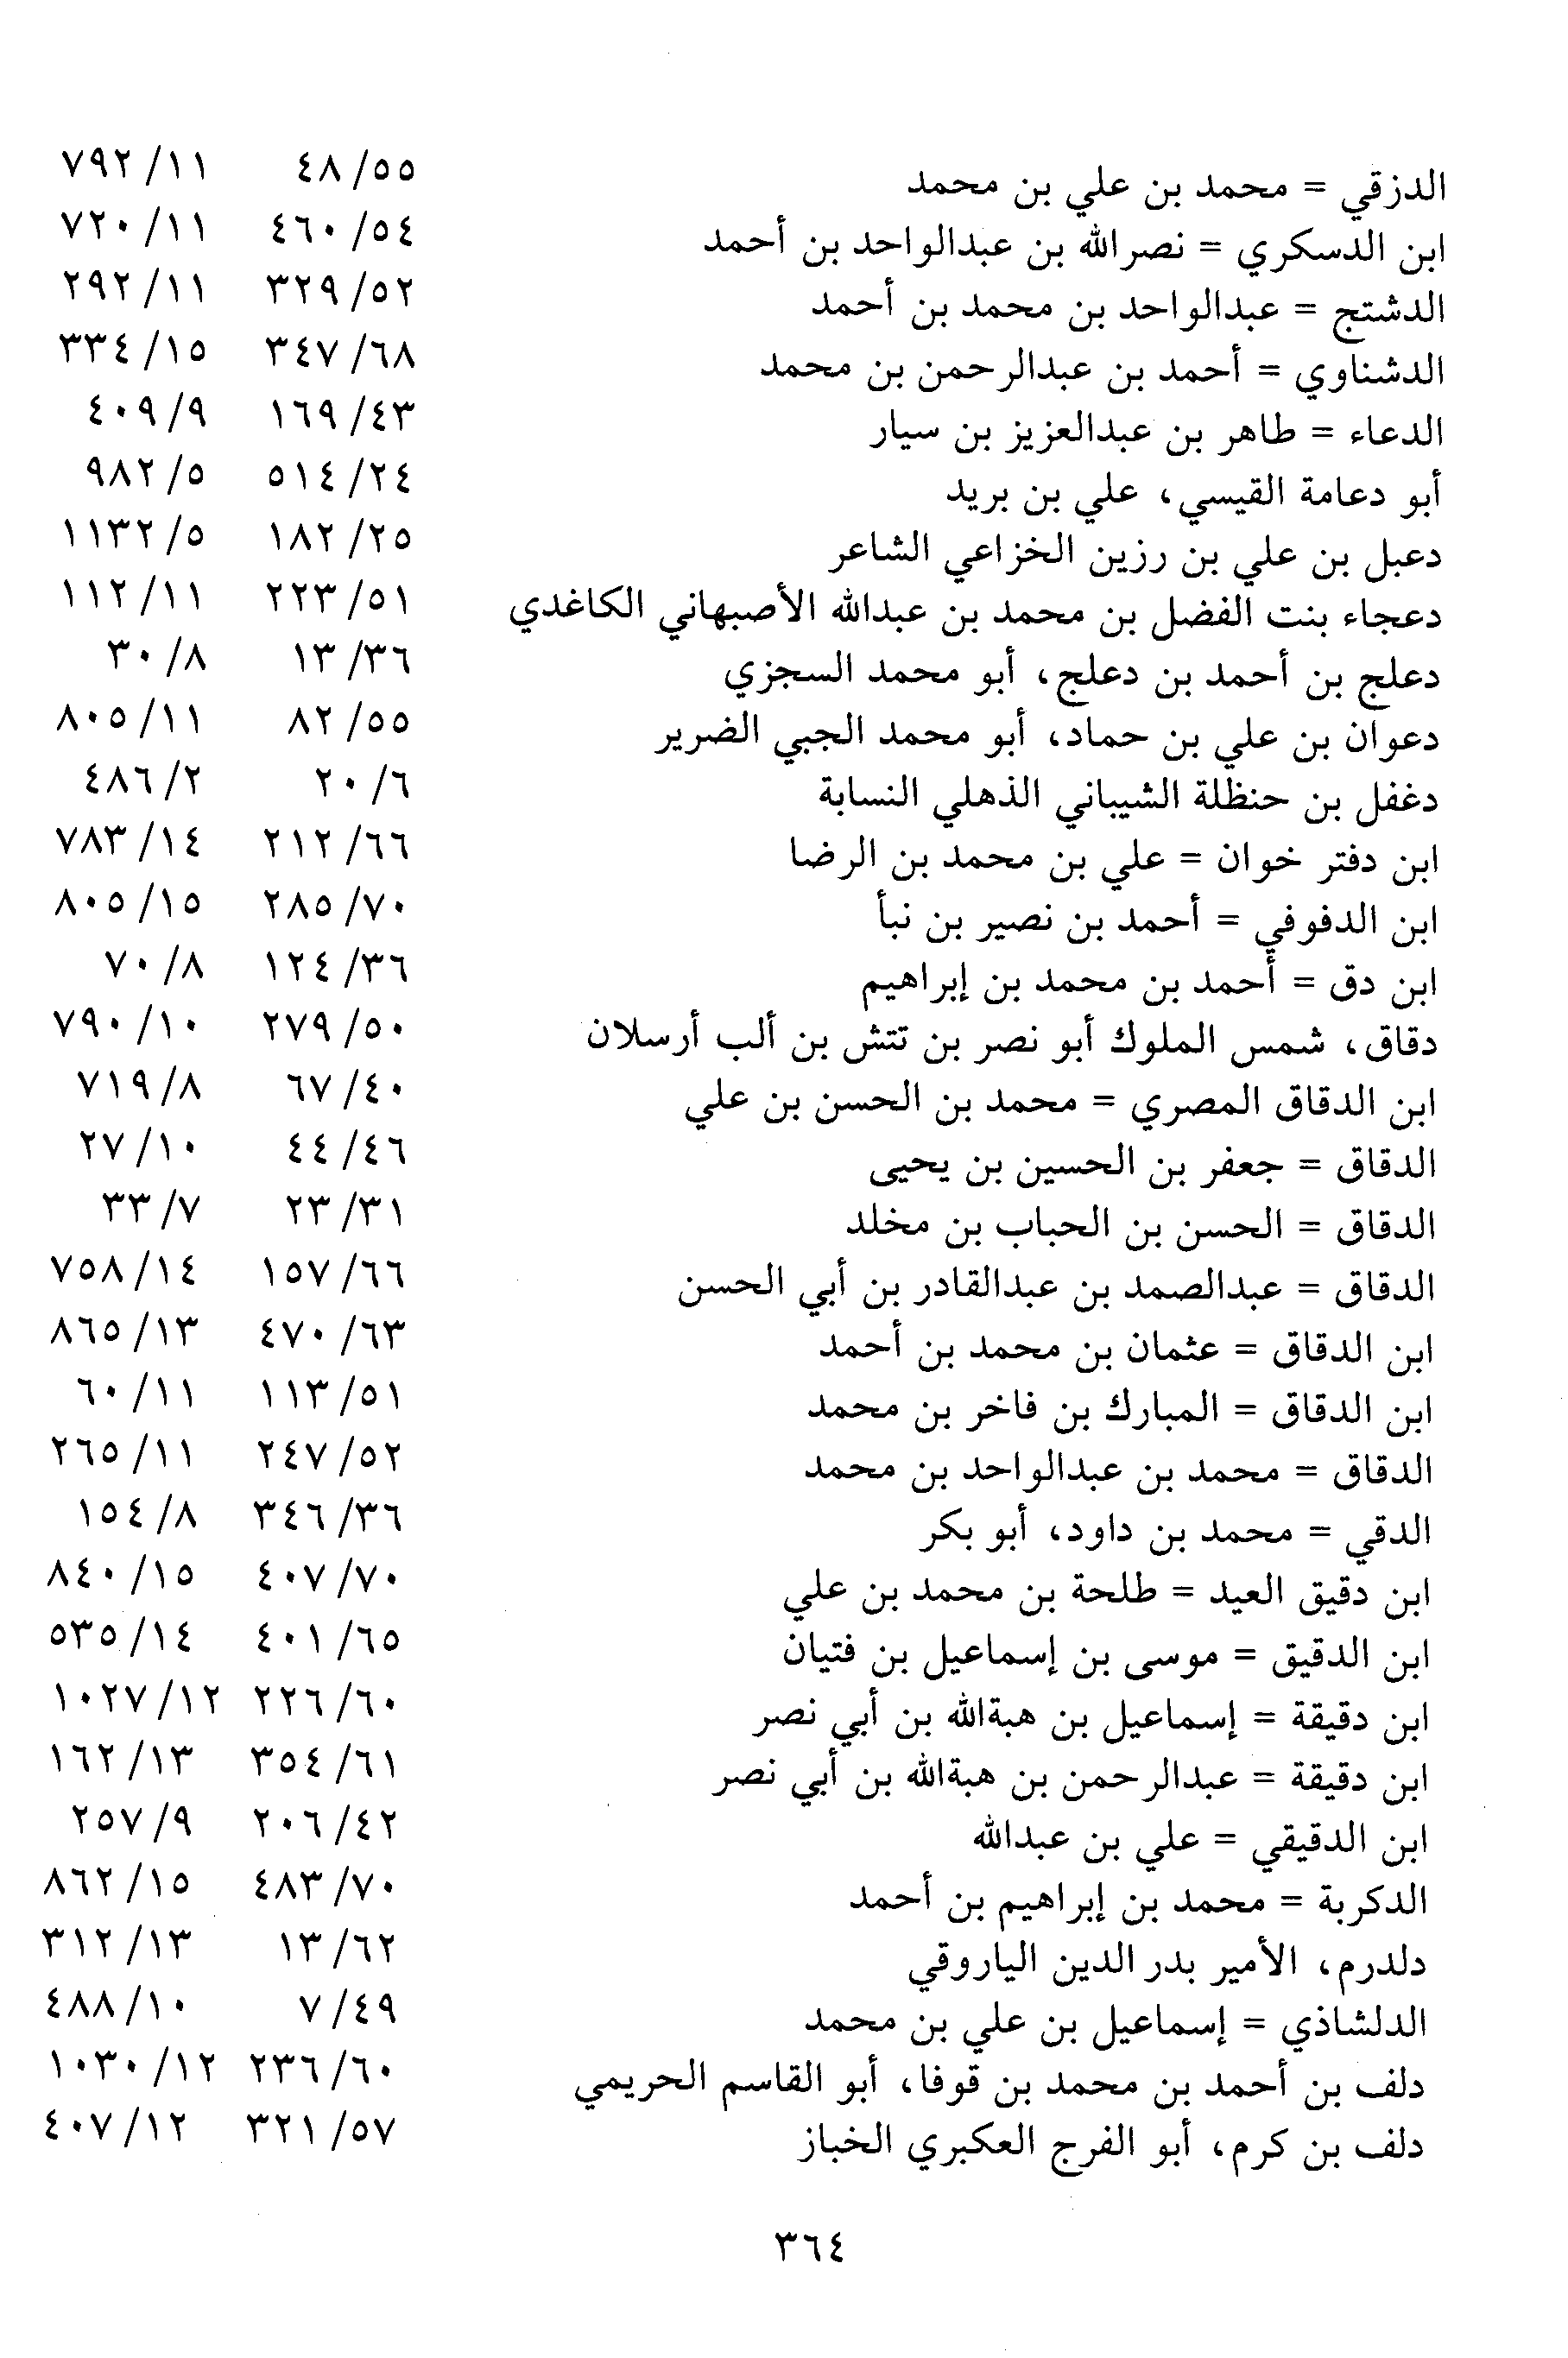 الدزقي = محمد بن علي بن محمد ٤٨/٥٥ ٧٩٢/١١
ابن الدسكري = نصرالله بن عبدالواحد بن أحمد ٤٦٠/٥٤ ٧٢٠/١١
الدشتج = عبدالواحد بن محمد بن أحمد ٣٢٩/٥٢ ٢٩٢/١١
الدشناوي = أحمد بن عبدالرحمن بن محمد ٣٤٧/٦٨ ٣٣٤/١٥
الدعاء = طاهر بن عبدالعزيز بن سيار ١٦٩/٤٣ ٤٠٩/٩
أبو دعامة القيسي، علي بن بريد ٥١٤/٢٤ ٩٨٢/٥
دعبل بن علي بن رزين الخزاعي الشاعر ١٨٢/٢٥ ١١٣٢/٥
دعجاء بنت الفضل بن محمد بن عبدالله الأصبهاني الكاغدي ٢٢٣/٥١ ١١٢/١١
دعلج بن أحمد بن دعلج، أبو محمد السجزي ١٣/٣٦ ٣٠/٨
دعوان بن علي بن حماد، أبو محمد الجبي الضرير ٨٢/٥٥ ٨٠٥/١١
دغفل بن حنظلة الشيباني الذهلي النسابة ٢٠/٦ ٤٨٦/٢
ابن دفتر خوان = علي بن محمد بن الرضا ٢١٢/٦٦ ٧٨٣/١٤
ابن الدفوفي = أحمد بن نصير بن نبأ ٢٨٥/٧٠ ٨٠٥/١٥
ابن دق = أحمد بن محمد بن إبراهيم ١٢٤/٣٦ ٧٠/٨
دقاق، شمس الملوك أبو نصر بن تتش بن ألب أرسلان ٢٧٩/٥٠ ٧٩٠/١٠
ابن الدقاق المصري = محمد بن الحسن بن علي ٦٧/٤٠ ٧١٩/٨
الدقاق = جعفر بن الحسين بن يحيى ٤٤/٤٦ ٢٧/١٠
الدقاق = الحسن بن الحباب بن مخلد ٢٣/٣١ ٣٣/٧
الدقاق = عبدالصمد بن عبدالقادر بن أبي الحسن ١٥٧/٦٦ ٧٥٨/١٤
ابن الدقاق = عثمان بن محمد بن أحمد ٤٧٠/٦٣ ٨٦٥/١٣
ابن الدقاق = المبارك بن فاخر بن محمد ١١٣/٥١ ٦٠/١١
الدقاق = محمد بن عبدالواحد بن محمد ٢٤٧/٥٢ ٢٦٥/١١
الدقي = محمد بن داود، أبو بكر ٣٤٦/٣٦ ١٥٤/٨
ابن دقيق العيد = طلحة بن محمد بن علي ٤٠٧/٧٠ ٨٤٠/١٥
ابن الدقيق = موسى بن إسماعيل بن فتيان ٤٠١/٦٥ ٥٣٥/١٤
ابن دقيقة = إسماعيل بن هبةالله بن أبي نصر ٢٢٦/٦٠ ١٠٢٧/١٢
ابن دقيقة = عبدالرحمن بن هبةالله بن أبي نصر ٣٥٤/٦١ ١٦٢/١٣
ابن الدقيقي = علي بن عبدالله ٢٠٦/٤٢ ٢٥٧/٩
الدكربة = محمد بن إبراهيم بن أحمد ٤٨٣/٧٠ ٨٦٢/١٥
دلدرم، الأمير بدر الدين الياروقي ١٣/٦٢ ٣١٢/١٣
الدلشاذي = إسماعيل بن علي بن محمد ٧/٤٩ ٤٨٨/١٠
دلف بن أحمد بن محمد بن قوفا، أبو القاسم الحريمي ٢٣٦/٦٠ ١٠٣٠/١٢
دلف بن كرم، أبو الفرج العكبري الخباز ٣٢١/٥٧ ٤٠٧/١٢
٣٦٤